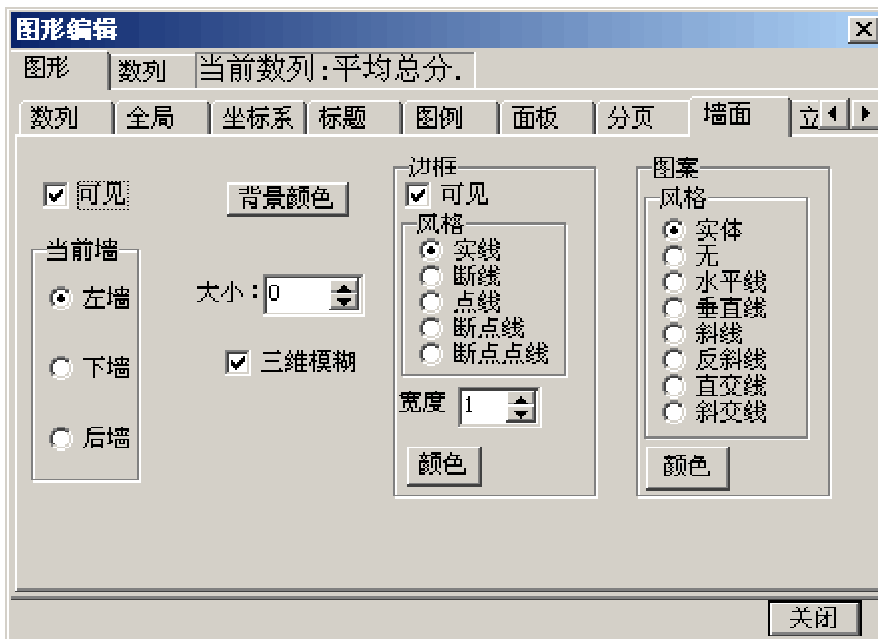 图形编辑
图形 数列 当前数列:平均总分.
数列 全局 坐标系 标题 图例 面板 分页 墙面 立
可见
背景颜色
当前墙
左墙
下墙
后墙
大小：0
三维模糊
边框
可见
风格
实线
断线
点线
断点线
断点点线
宽度 1
颜色
图案
风格
实体
无
水平线
垂直线
斜线
反斜线
直交线
斜交线
颜色
关闭